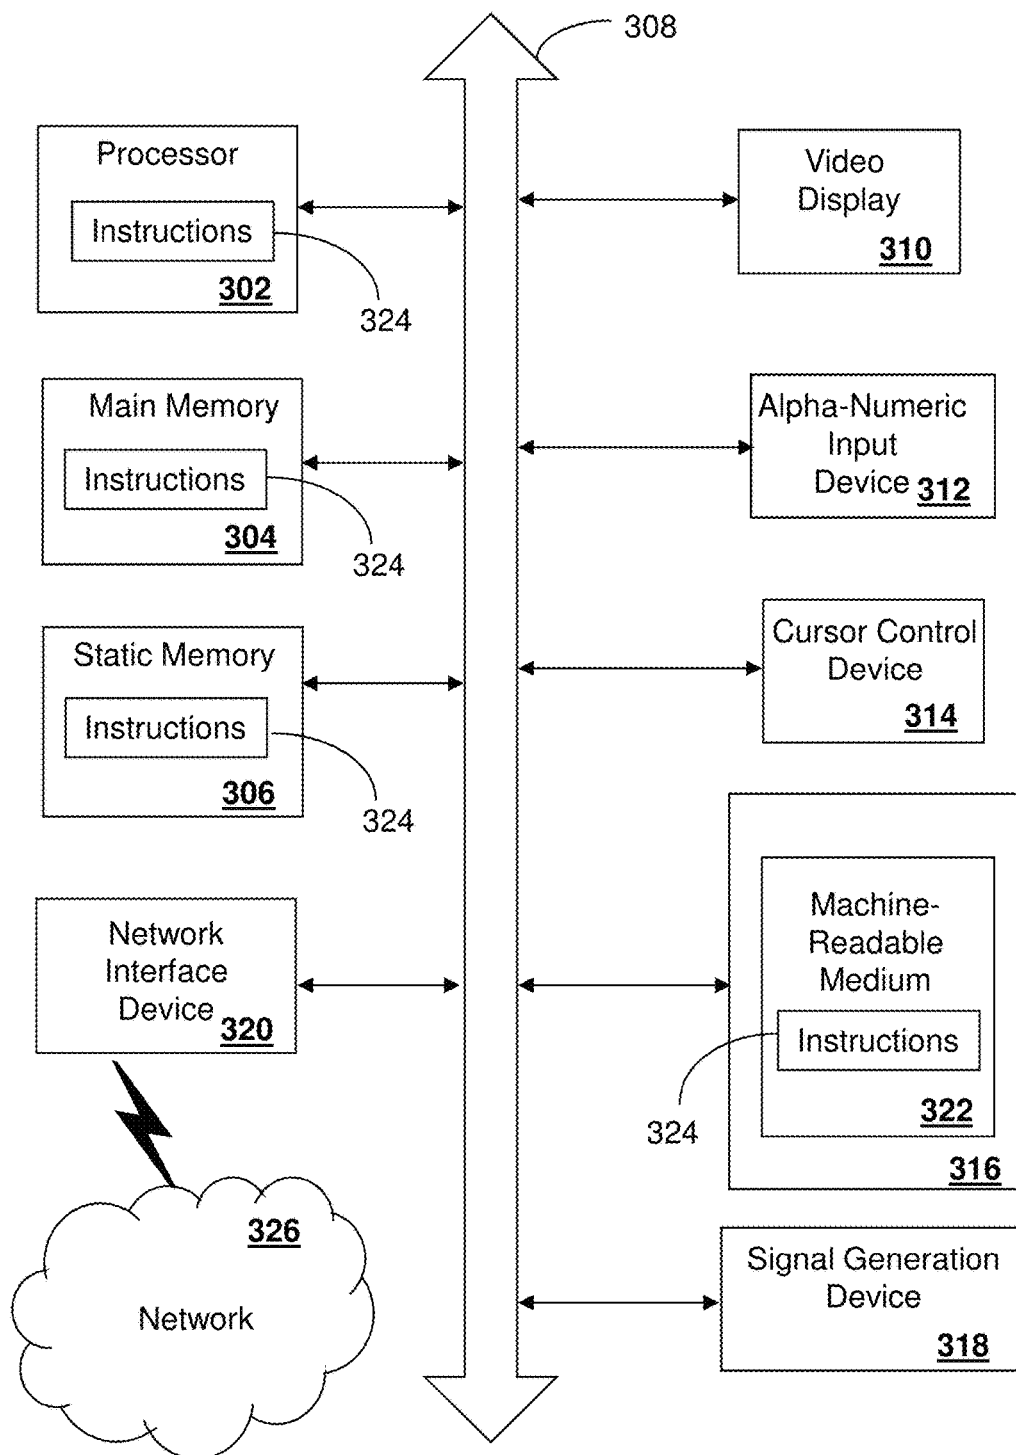 308
Processor
Instructions
302
324
Main Memory
Instructions
304
324
Static Memory
Instructions
306
324
Network
Interface
Device
320
326
Network
Video
Display
310
Alpha-Numeric
Input
Device 312
Cursor Control
Device
314
Machine-
Readable
Medium
Instructions
322
324
316
Signal Generation
Device
318